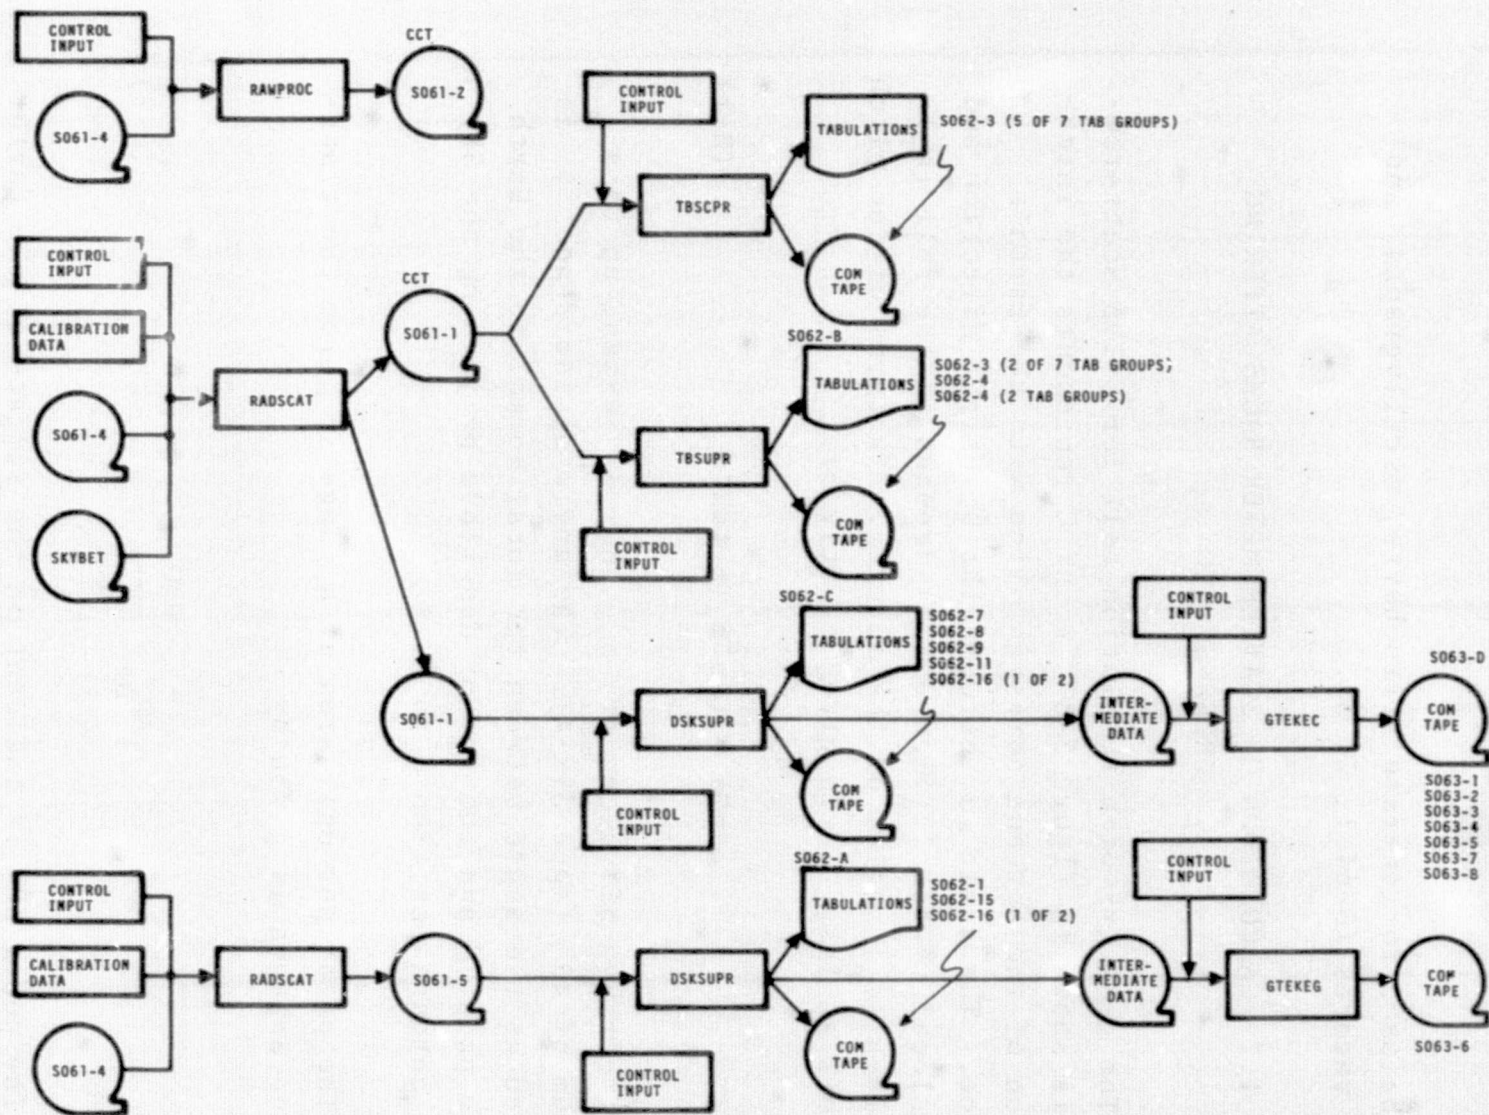 CONTROL
INPUT
S061-4
RAWPROC
CCT
S061-2
CONTROL
INPUT
TBSCPR
TABULATIONS
S062-3 (5 OF 7 TAB GROUPS)
COM
TAPE
CONTROL
INPUT
CALIBRATION
DATA
S061-4
SKYBET
RADSCAT
CCT
S061-1
S062-B
TABULATIONS
S062-3 (2 OF 7 TAB GROUPS;
S062-4
S062-4 (2 TAB GROUPS)
TBSUPR
COM
TAPE
CONTROL
INPUT
S061-1
S062-C
TABULATIONS
S062-7
S062-8
S062-9
S062-11
S062-16 (1 OF 2)
DSKSUPR
COM
TAPE
CONTROL
INPUT
CONTROL
INPUT
INTER-
MEDIATE
DATA
GTEKEC
S063-D
COM
TAPE
S063-1
S063-2
S063-3
S063-4
S063-5
S063-7
S063-8
CONTROL
INPUT
CALIBRATION
DATA
S061-4
RADSCAT
S061-5
S062-A
TABULATIONS
S062-1
S062-15
S062-16 (1 OF 2)
DSKSUPR
COM
TAPE
CONTROL
INPUT
CONTROL
INPUT
INTER-
MEDIATE
DATA
GTEKEG
COM
TAPE
S063-6